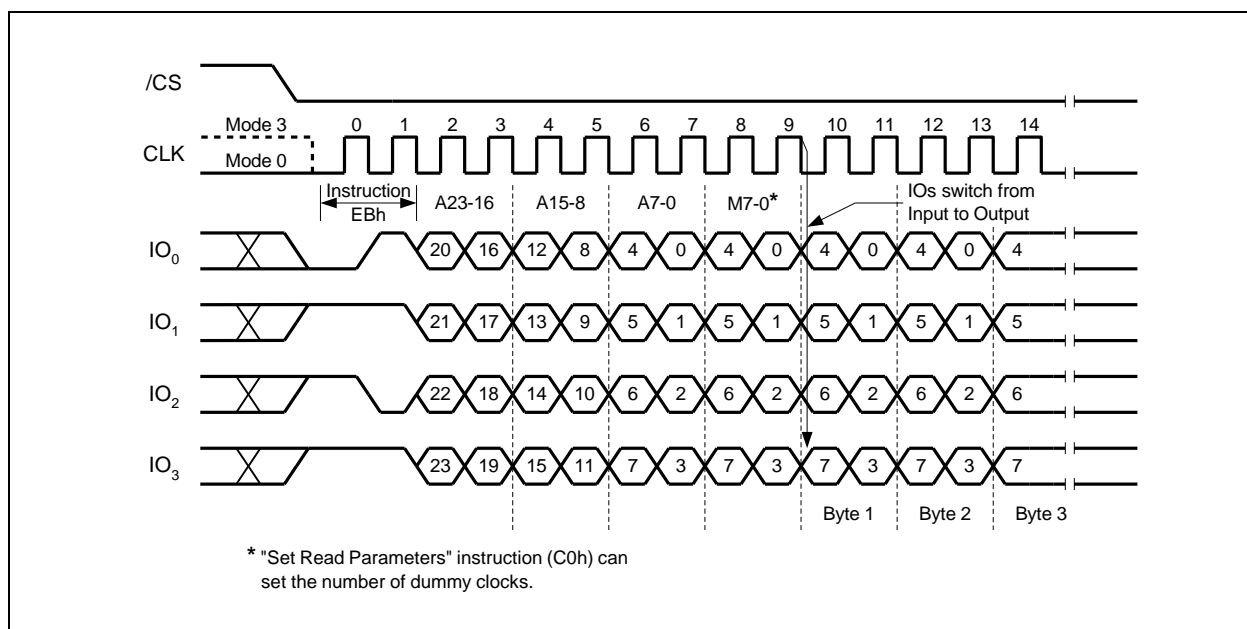 /CS
Mode 3 0 1 2 3 4 5 6 7 8 9 10 11 12 13 14
CLK
Mode 0
Instruction
EBh
A23-16 A15-8 A7-0 M7-0*
IOs switch from
Input to Output
IO0 20 16 12 8 4 0 4 0 4 0 4 0 4
IO1 21 17 13 9 5 1 5 1 5 1 5 1 5
IO2 22 18 14 10 6 2 6 2 6 2 6 2 6
IO3 23 19 15 11 7 3 7 3 7 3 7 3 7
Byte 1 Byte 2 Byte 3
* "Set Read Parameters" instruction (C0h) can
set the number of dummy clocks.